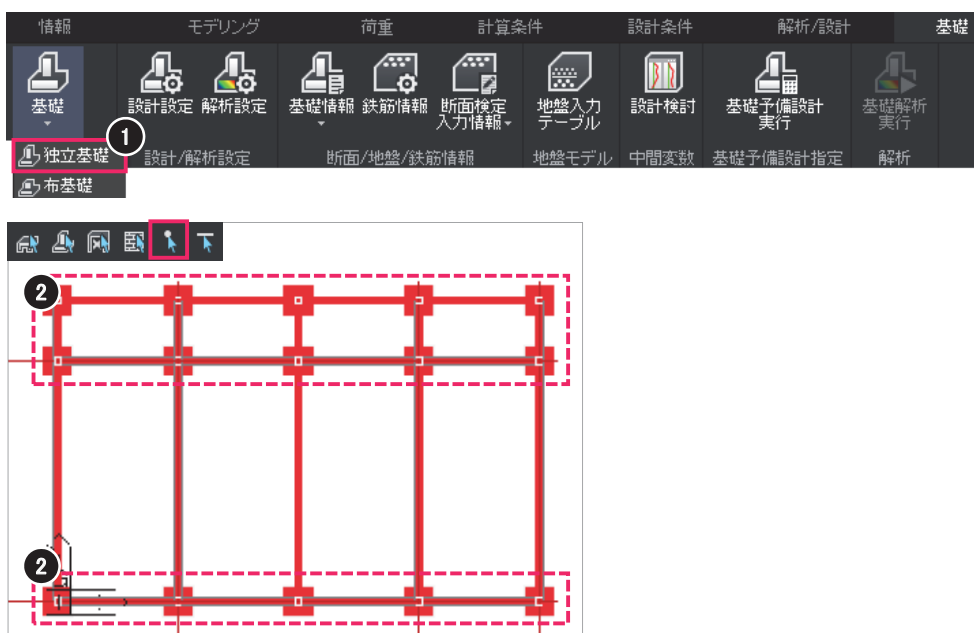 情報 モデリング 荷重 計算条件 設計条件 解析/設計 基礎
基礎 設計設定 解析設定 基礎情報 鉄筋情報 断面検定 入力情報 地盤入力 テーブル 設計検討 基礎予備設計 実行 基礎解析 実行
1
独立基礎 設計/解析設定 断面/地盤/鉄筋情報 地盤モデル 中間変数 基礎予備設計指定 解析
布基礎
2
2